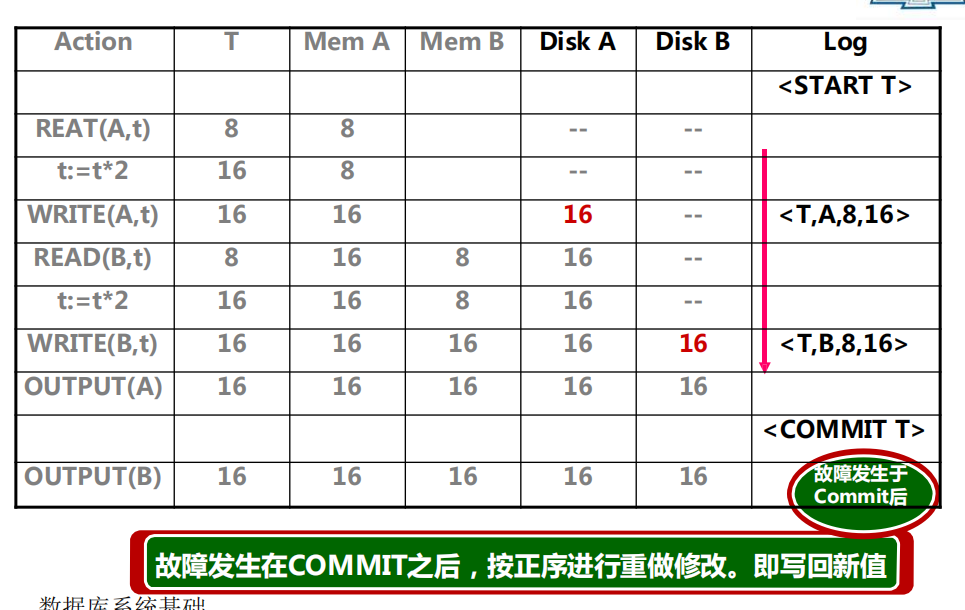 Action T Mem A Mem B Disk A Disk B Log
<START T>
REAT(A,t) 8 8 -- --
t:=t*2 16 8 -- --
WRITE(A,t) 16 16 16 -- <T,A,8,16>
READ(B,t) 8 16 8 16 --
t:=t*2 16 16 8 16 --
WRITE(B,t) 16 16 16 16 16 <T,B,8,16>
OUTPUT(A) 16 16 16 16 16
<COMMIT T>
OUTPUT(B) 16 16 16 16 16
故障发生于
Commit后
故障发生在COMMIT之后，按正序进行重做修改。即写回新值
数据库系统基础